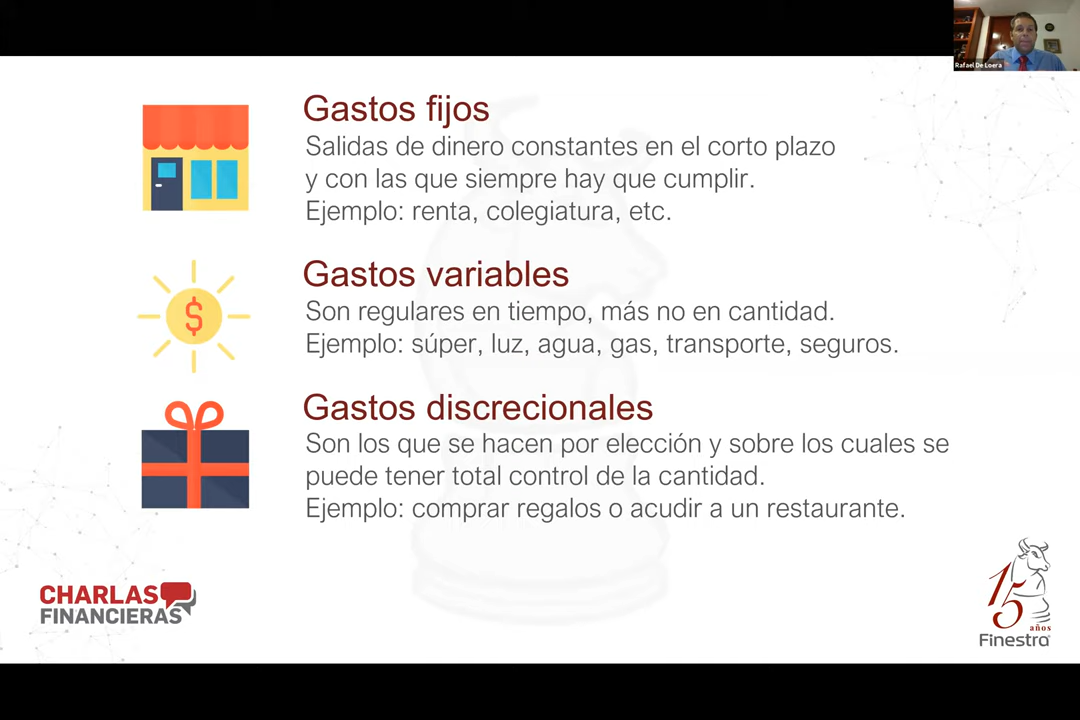 Rafael De Loera
Gastos fijos
Salidas de dinero constantes en el corto plazo
y con las que siempre hay que cumplir.
Ejemplo: renta, colegiatura, etc.
$
Gastos variables
Son regulares en tiempo, más no en cantidad.
Ejemplo: súper, luz, agua, gas, transporte, seguros.
Gastos discrecionales
Son los que se hacen por elección y sobre los cuales se
puede tener total control de la cantidad.
Ejemplo: comprar regalos o acudir a un restaurante.
CHARLAS
FINANCIERAS
15
años
Finestra